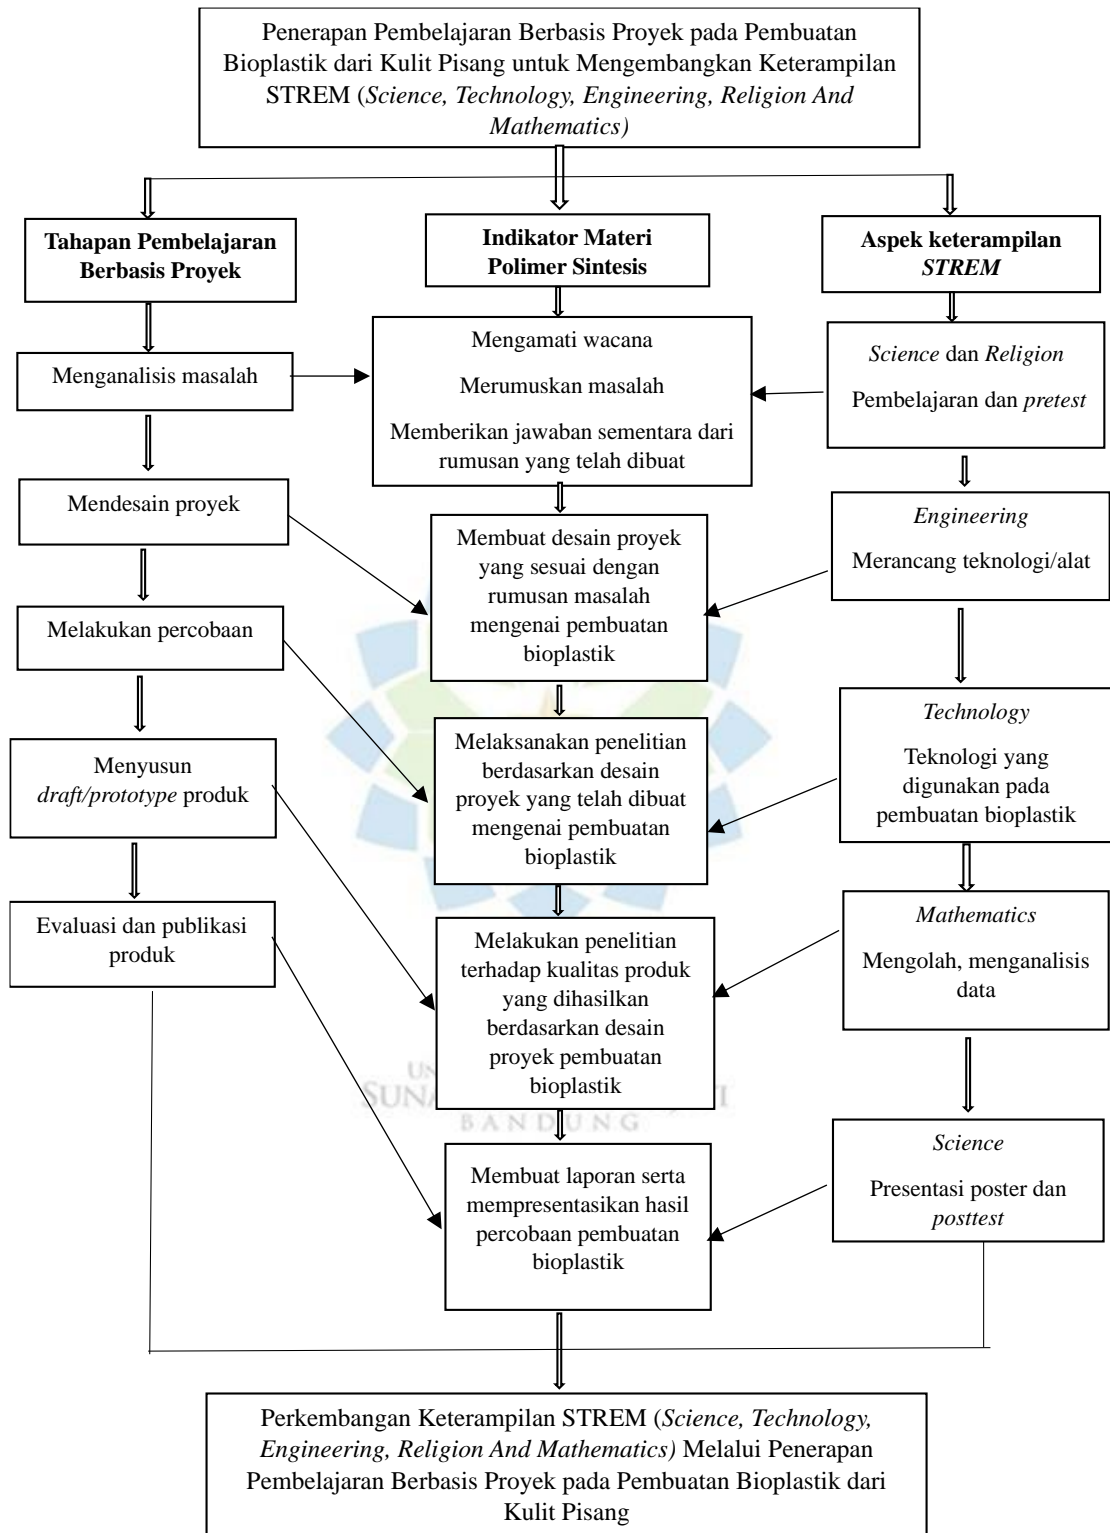 Penerapan Pembelajaran Berbasis Proyek pada Pembuatan
Bioplastik dari Kulit Pisang untuk Mengembangkan Keterampilan
STREM (Science, Technology, Engineering, Religion And
Mathematics)
Tahapan Pembelajaran
Berbasis Proyek
Menganalisis masalah
Mendesain proyek
Melakukan percobaan
Menyusun
draft/prototype produk
Evaluasi dan publikasi
produk
Indikator Materi
Polimer Sintesis
Mengamati wacana
Merumuskan masalah
Memberikan jawaban sementara dari
rumusan yang telah dibuat
Membuat desain proyek
yang sesuai dengan
rumusan masalah
mengenai pembuatan
bioplastik
Melaksanakan penelitian
berdasarkan desain
proyek yang telah dibuat
mengenai pembuatan
bioplastik
Melakukan penelitian
terhadap kualitas produk
yang dihasilkan
berdasarkan desain
proyek pembuatan
bioplastik
Membuat laporan serta
mempresentasikan hasil
percobaan pembuatan
bioplastik
Aspek keterampilan
STREM
Science dan Religion
Pembelajaran dan pretest
Engineering
Merancang teknologi/alat
Technology
Teknologi yang
digunakan pada
pembuatan bioplastik
Mathematics
Mengolah, menganalisis
data
Science
Presentasi poster dan
posttest
BANDUNG
Perkembangan Keterampilan STREM (Science, Technology,
Engineering, Religion And Mathematics) Melalui Penerapan
Pembelajaran Berbasis Proyek pada Pembuatan Bioplastik dari
Kulit Pisang